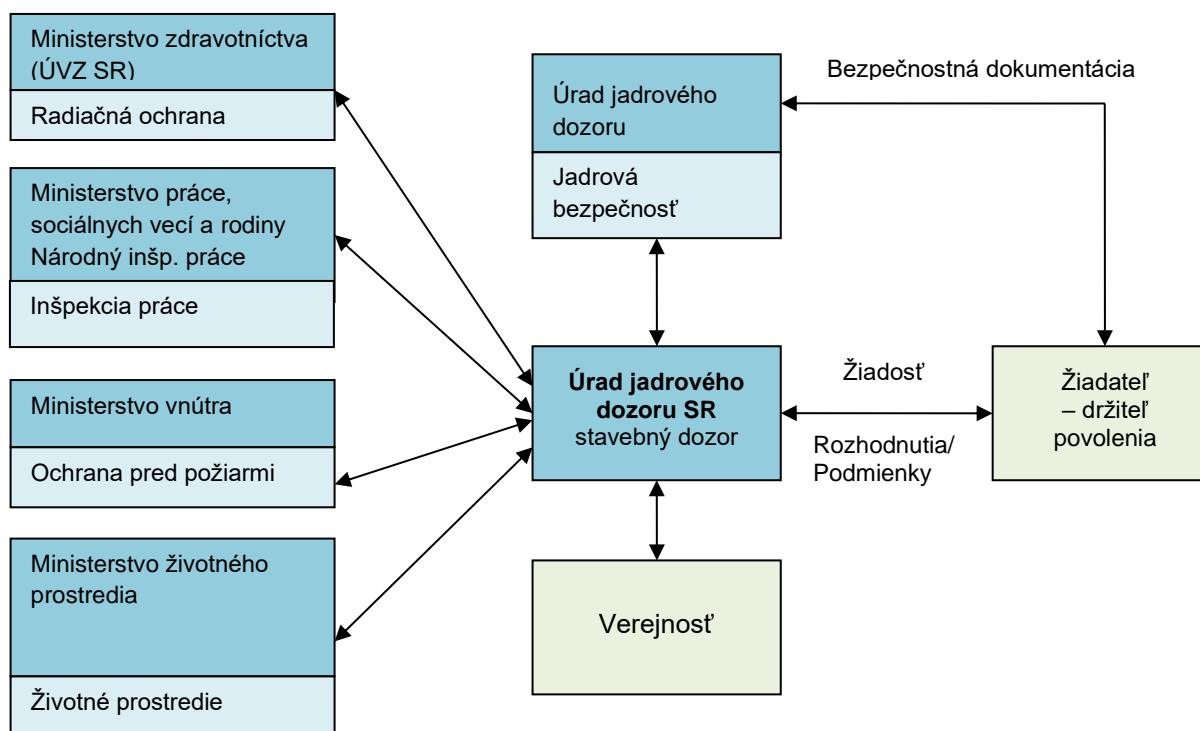 Ministerstvo zdravotníctva
(ÚVZ SR)
Radiačná ochrana
Ministerstvo práce,
sociálnych vecí a rodiny
Národný inšp. práce
Inšpekcia práce
Ministerstvo vnútra
Ochrana pred požiarmi
Ministerstvo životného
prostredia
Životné prostredie
Úrad jadrového
dozoru
Jadrová
bezpečnosť
Bezpečnostná dokumentácia
Úrad jadrového
dozoru SR
stavebný dozor
Žiadosť
Rozhodnutia/
Podmienky
Žiadateľ
– držiteľ
povolenia
Verejnosť